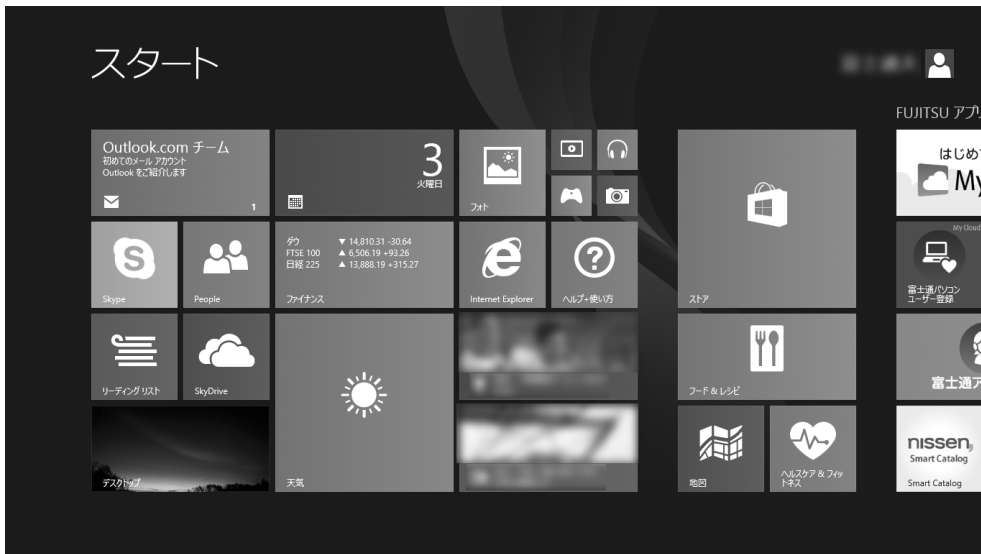 スタート
FUJITSU アプリ
Outlook.com チーム
初めてのメール アカウント
Outlook をご紹介します
1
3
火曜日
フォト
Skype
People
ダウ ▼ 14,810.31 -30.64
FTSE 100 ▲ 6,506.19 +93.26
日経 225 ▲ 13,888.19 +315.27
ファイナンス
Internet Explorer
ヘルプ+使い方
リーディング リスト
SkyDrive
デスクトップ
天気
ストア
フード & レシピ
地図
ヘルスケア & フィッ
トネス
はじめ
My
My Cloud
富士通パソコン
ユーザー登録
富士通ア
nissen,
Smart Catalog
Smart Catalog